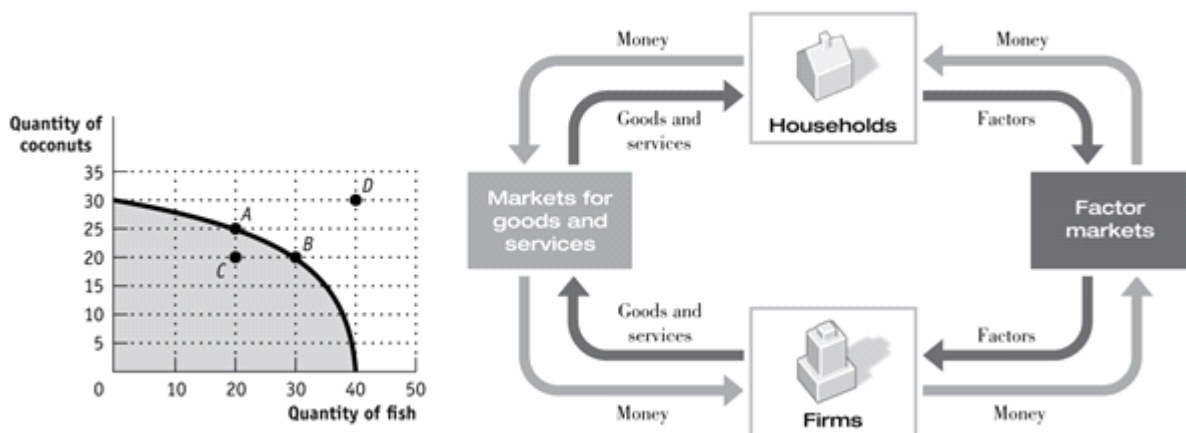 Quantity of
coconuts
35
30
25
20
15
10
5
0
10
20
30
40
50
Quantity of fish
A
B
C
D
Money
Goods and
services
Households
Money
Factors
Markets for
goods and
services
Factor
markets
Goods and
services
Money
Firms
Factors
Money